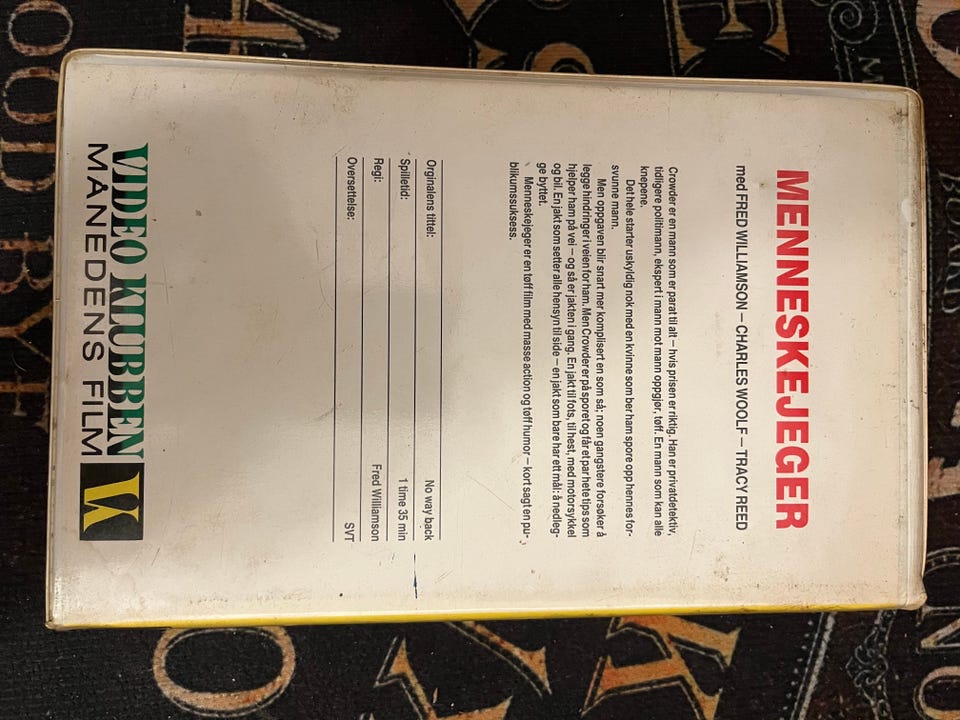 MENNESKEJEGER
med FRED WILLIAMSON – CHARLES WOOLF – TRACY REED
Crowder er en mann som er parat til alt – hvis prisen er riktig. Han er privatdetektiv,
tidligere politimann, ekspert i mann mot mann oppgjør, tøff. En mann som kan alle
knepene.
Det hele starter uskyldig nok med en kvinne som ber ham spore opp hennes for-
svunne mann.
Men oppgaven blir snart mer komplisert en som så; noen gangstere forsøker å
legge hindringer i veien for ham. Men Crowder er på sporet og får et par hete tips som
hjelper ham på vei – og så er jakten i gang. En jakt til fots, til hest, med motorsykkel
og bil. En jakt som setter alle hensyn til side – en jakt som bare har ett mål: å nedleg-
ge byttet.
Menneskejeger er en tøff film med masse action og tøff humor – kort sagt en pu-
blikumssuksess.
Orginalens tittel: No way back
Spilletid: 1 time 35 min
Regi: Fred Williamson
Oversettelse: SVT
VIDEO KLUBBEN
MÅNEDENS FILM
VK